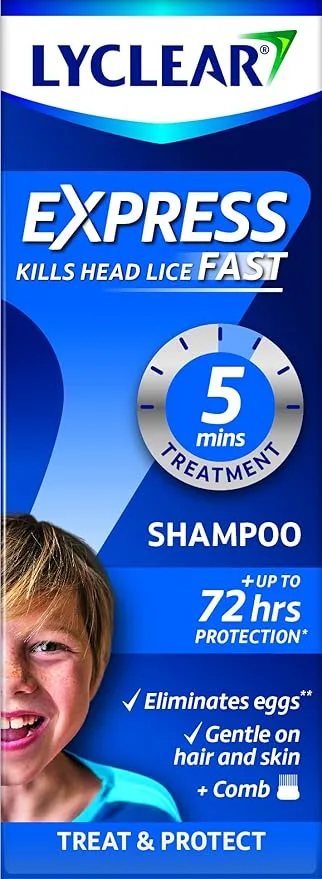 LYCLEAR®
EXPRESS
KILLS HEAD LICE FAST
5
mins
TREATMENT
SHAMPOO
+UP TO
72 hrs
PROTECTION*
✓ Eliminates eggs**
✓ Gentle on
hair and skin
+ Comb
TREAT & PROTECT